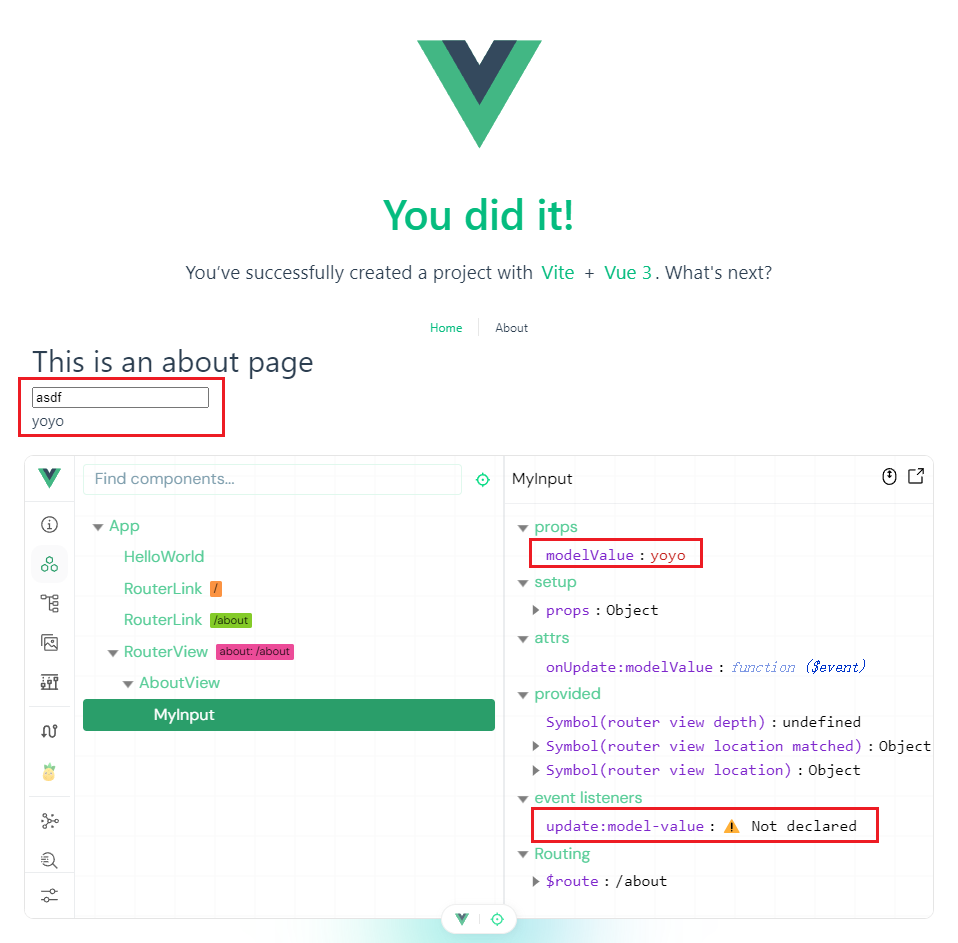 You did it!
You’ve successfully created a project with Vite + Vue 3. What's next?
Home
About
This is an about page
asdf
yoyo
Find components...
App
HelloWorld
RouterLink /
RouterLink /about
RouterView about: /about
AboutView
MyInput
MyInput
props
modelValue : yoyo
setup
props : Object
attrs
onUpdate:modelValue : function ($event)
provided
Symbol(router view depth) : undefined
Symbol(router view location matched) : Object
Symbol(router view location) : Object
event listeners
update:model-value : ⚠ Not declared
Routing
$route : /about